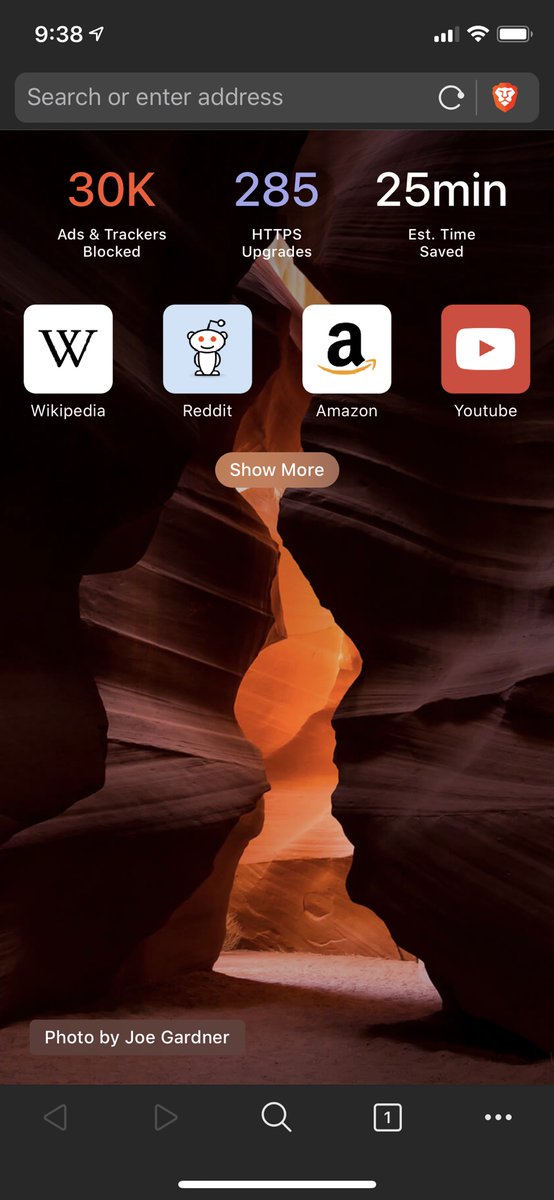 9:38
Search or enter address
30K
285
25min
Ads & Trackers
Blocked
HTTPS
Upgrades
Est. Time
Saved
W
a
Wikipedia
Reddit
Amazon
Youtube
Show More
Photo by Joe Gardner
1